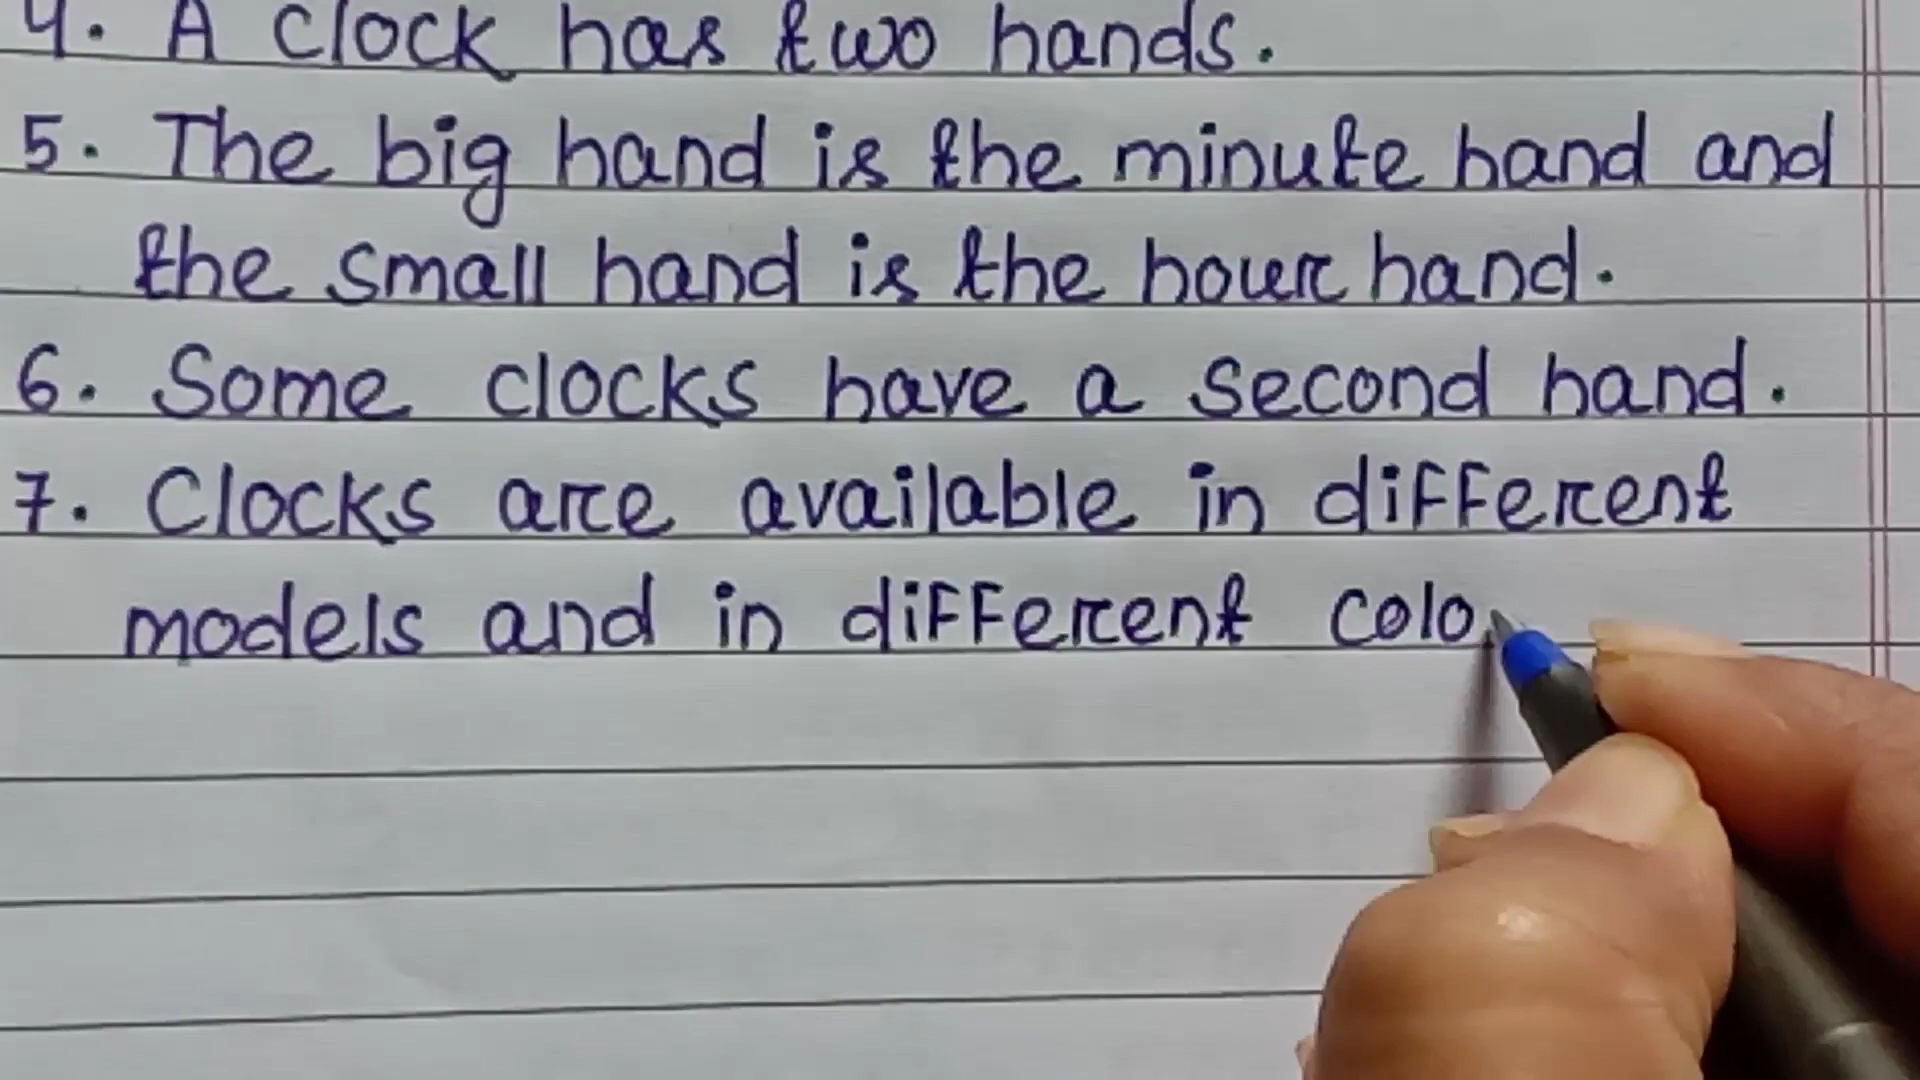 4. A clock has two hands.
5. The big hand is the minute hand and
the small hand is the hour hand.
6. Some clocks have a second hand.
7. Clocks are available in different
models and in different colo